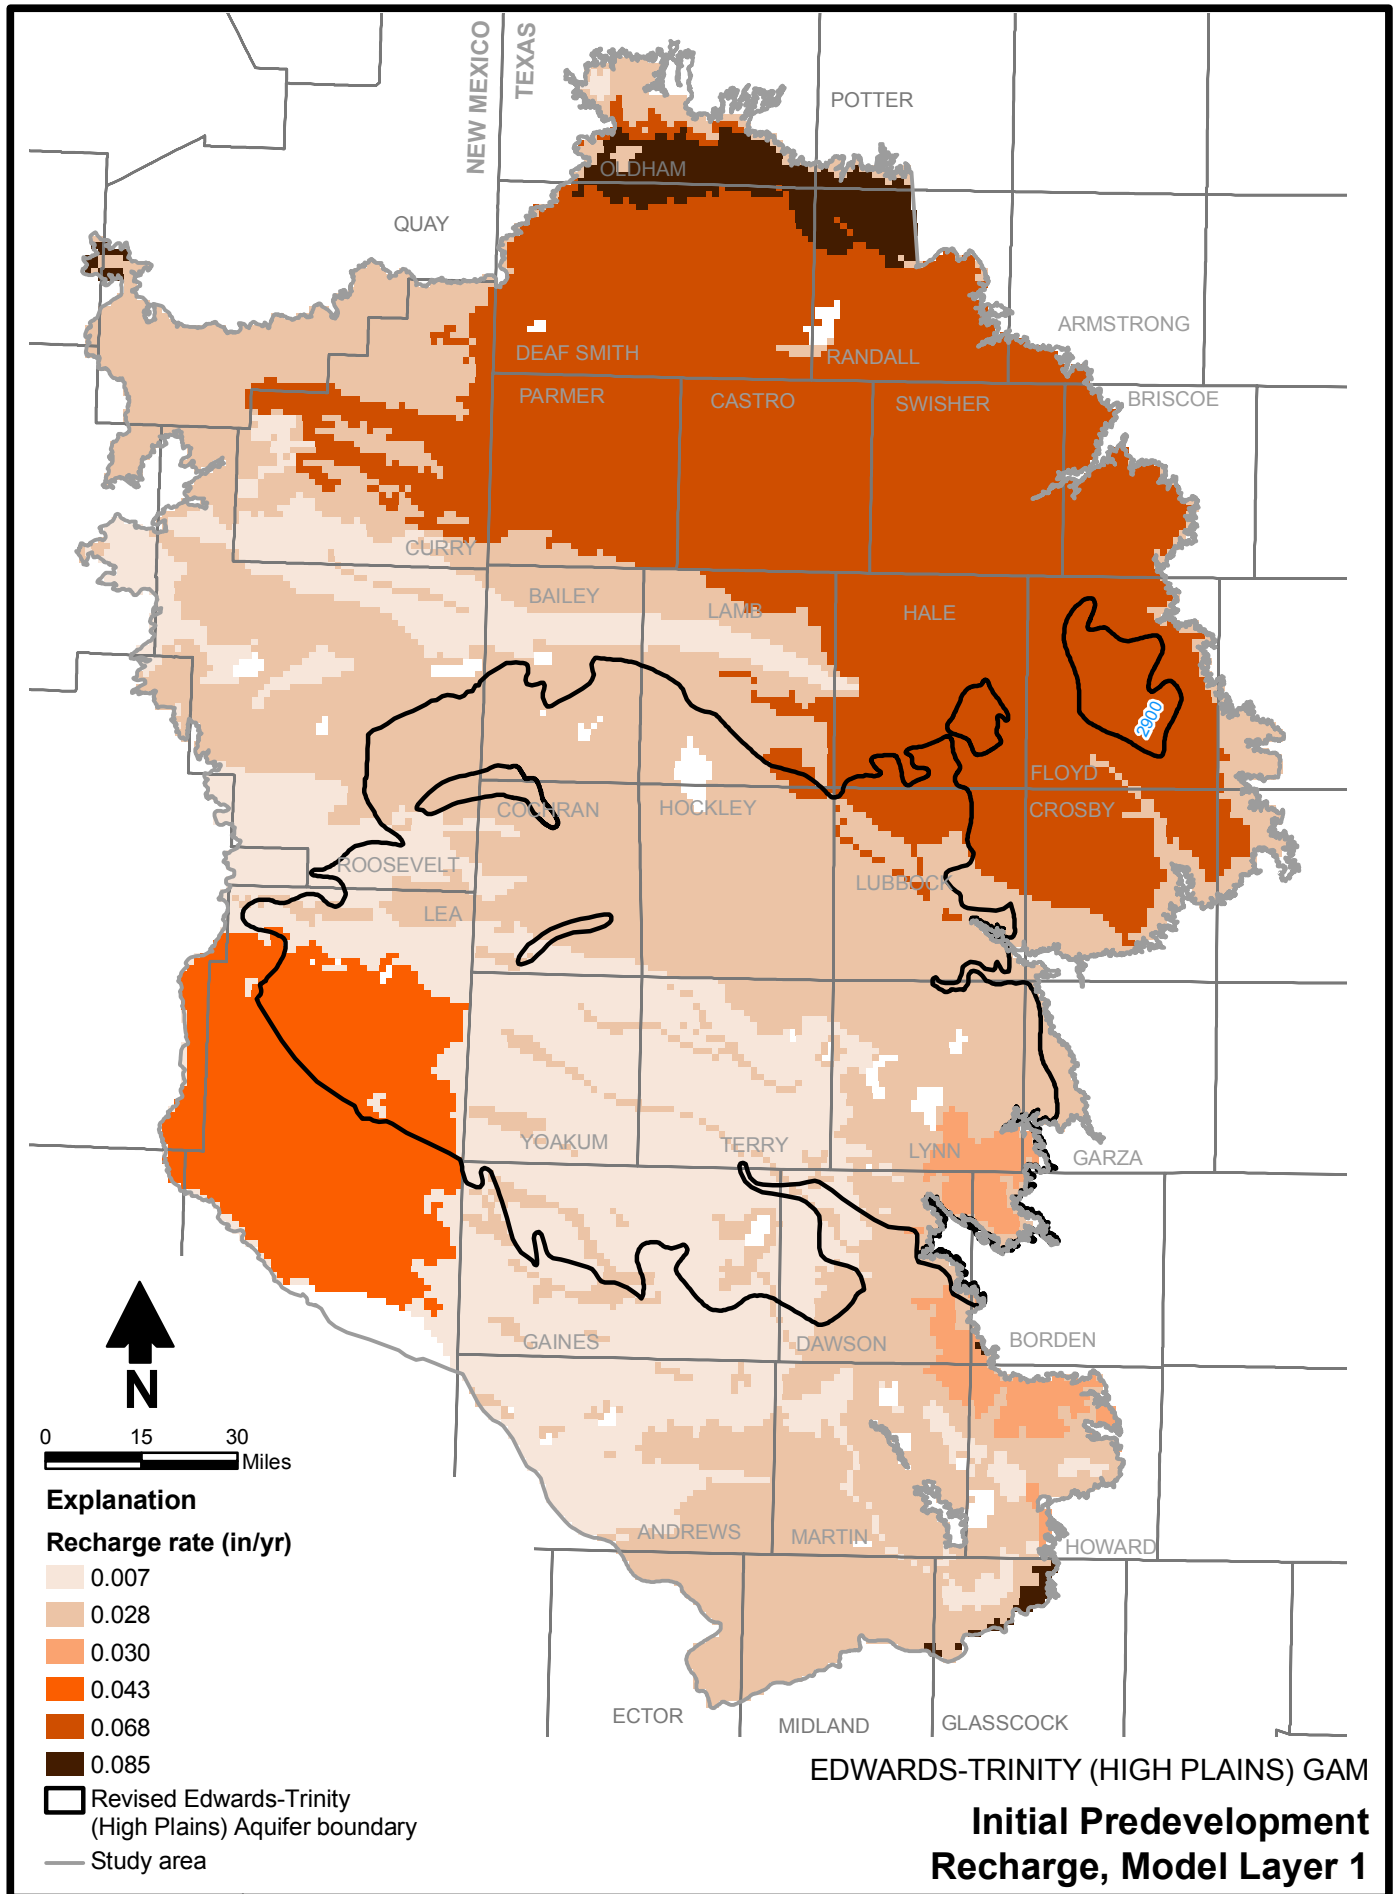 NEW MEXICO
TEXAS
POTTER
OLDHAM
QUAY
ARMSTRONG
DEAF SMITH
RANDALL
PARMER
CASTRO
SWISHER
BRISCOE
CURRY
BAILEY
LAMB
HALE
2900
FLOYD
COCHRAN
HOCKLEY
CROSBY
ROOSEVELT
LUBBOCK
LEA
YOAKUM
TERRY
LYNN
GARZA
GAINES
DAWSON
BORDEN
N
0 15 30
Miles
Explanation
ANDREWS
MARTIN
HOWARD
Recharge rate (in/yr)
0.007
0.028
0.030
0.043
0.068
0.085
Revised Edwards-Trinity
(High Plains) Aquifer boundary
Study area
ECTOR
MIDLAND
GLASSCOCK
EDWARDS-TRINITY (HIGH PLAINS) GAM
Initial Predevelopment
Recharge, Model Layer 1